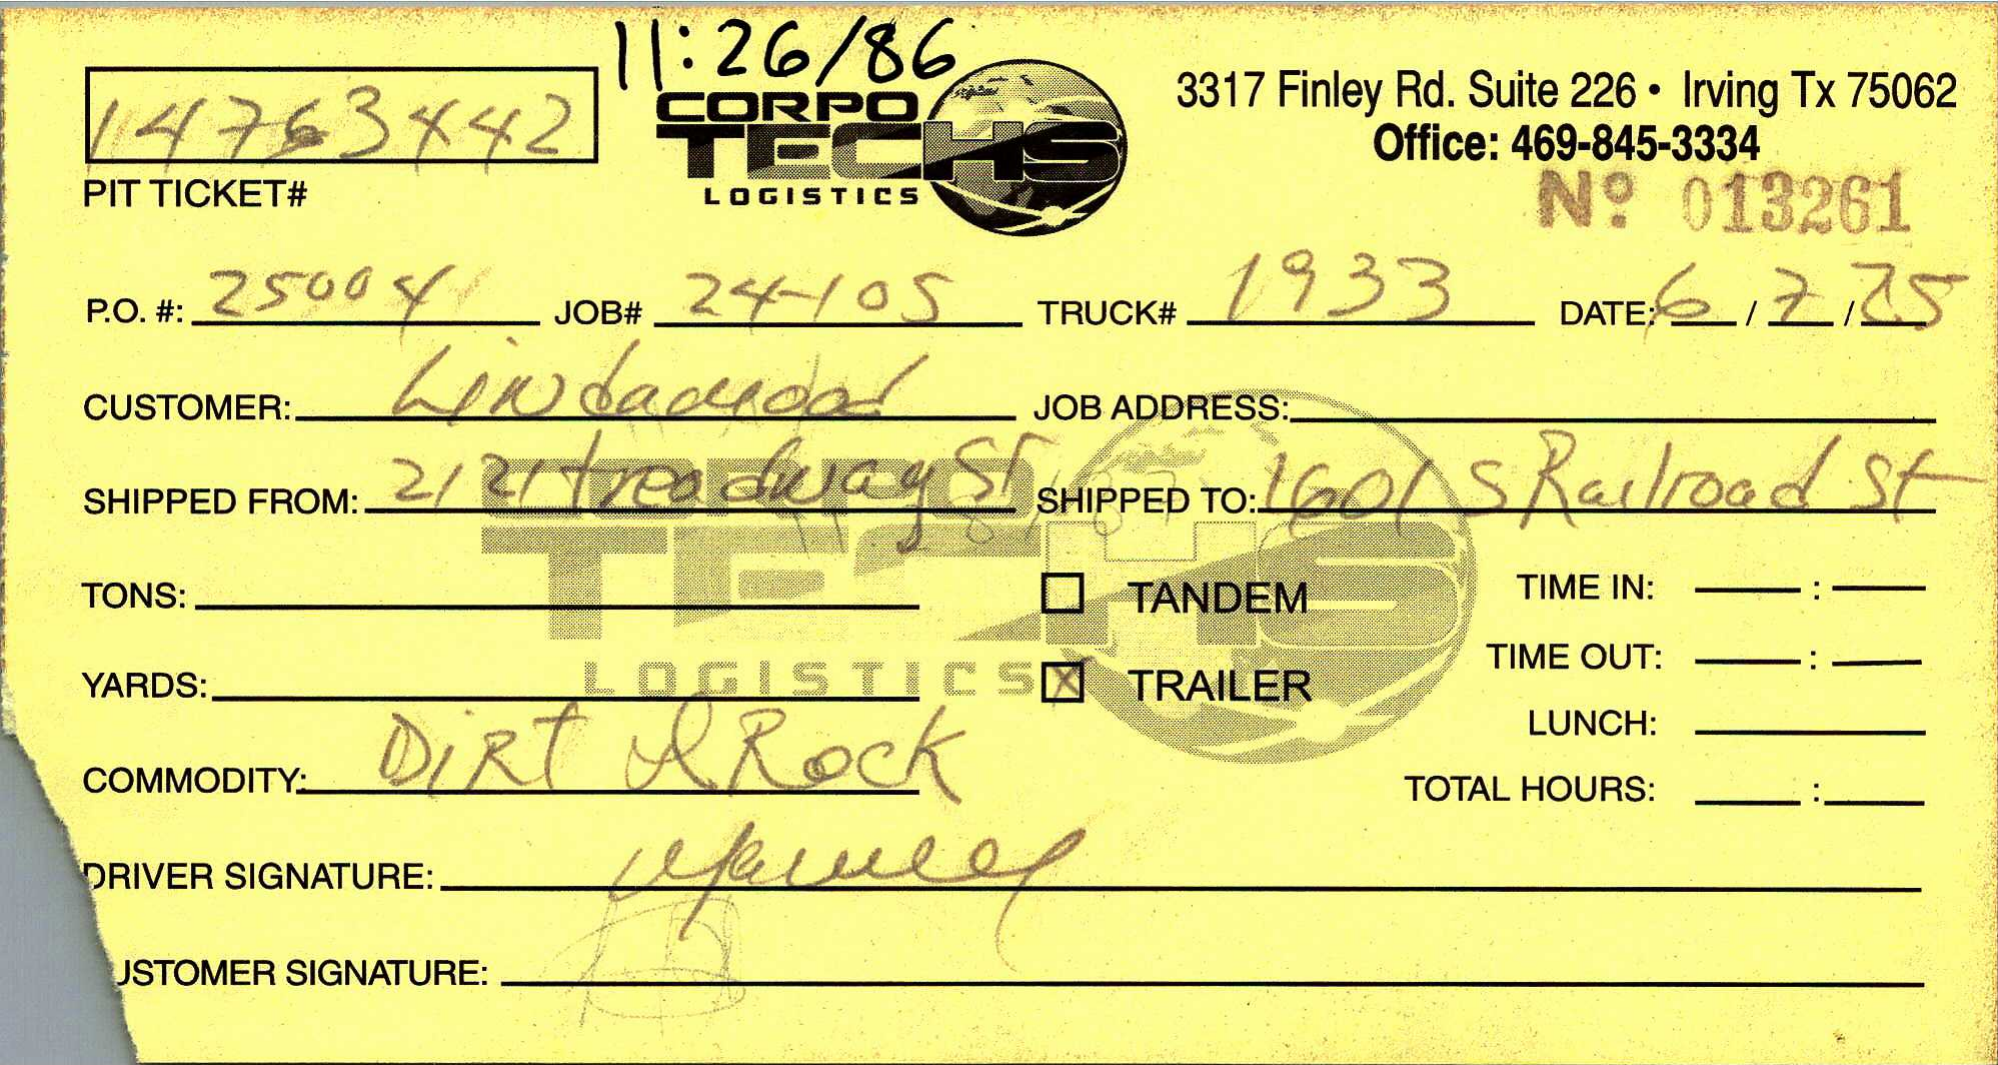 11:26/86
14763442
PIT TICKET#
CORPO
TECHS
LOGISTICS
3317 Finley Rd. Suite 226 • Irving Tx 75062
Office: 469-845-3334
Nº 013261
P.O. #: 25004 JOB# 24-105 TRUCK# 1933 DATE: 6 / 7 / 25
CUSTOMER: JOB ADDRESS:
SHIPPED FROM: 2121 treadway St SHIPPED TO: 1601 S Railroad St
TONS: TANDEM TIME IN: :
YARDS: X TRAILER TIME OUT: :
LUNCH:
COMMODITY: Dirt & Rock TOTAL HOURS: :
DRIVER SIGNATURE:
USTOMER SIGNATURE:
CORPO
TECHS
LOGISTICS